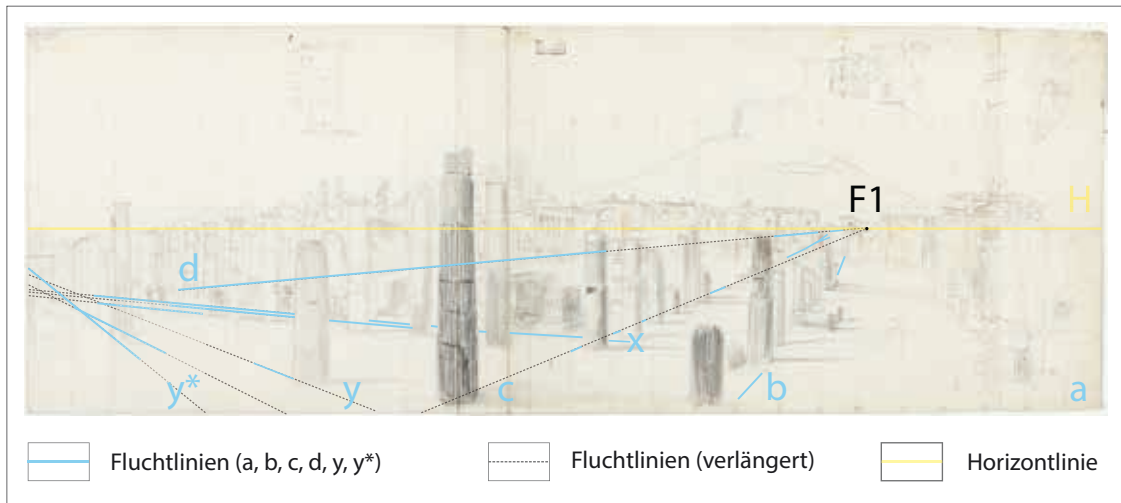 F1
H
d
x
y*
y
c
b
a
Fluchtlinien (a, b, c, d, y, y*)
Fluchtlinien (verlängert)
Horizontlinie